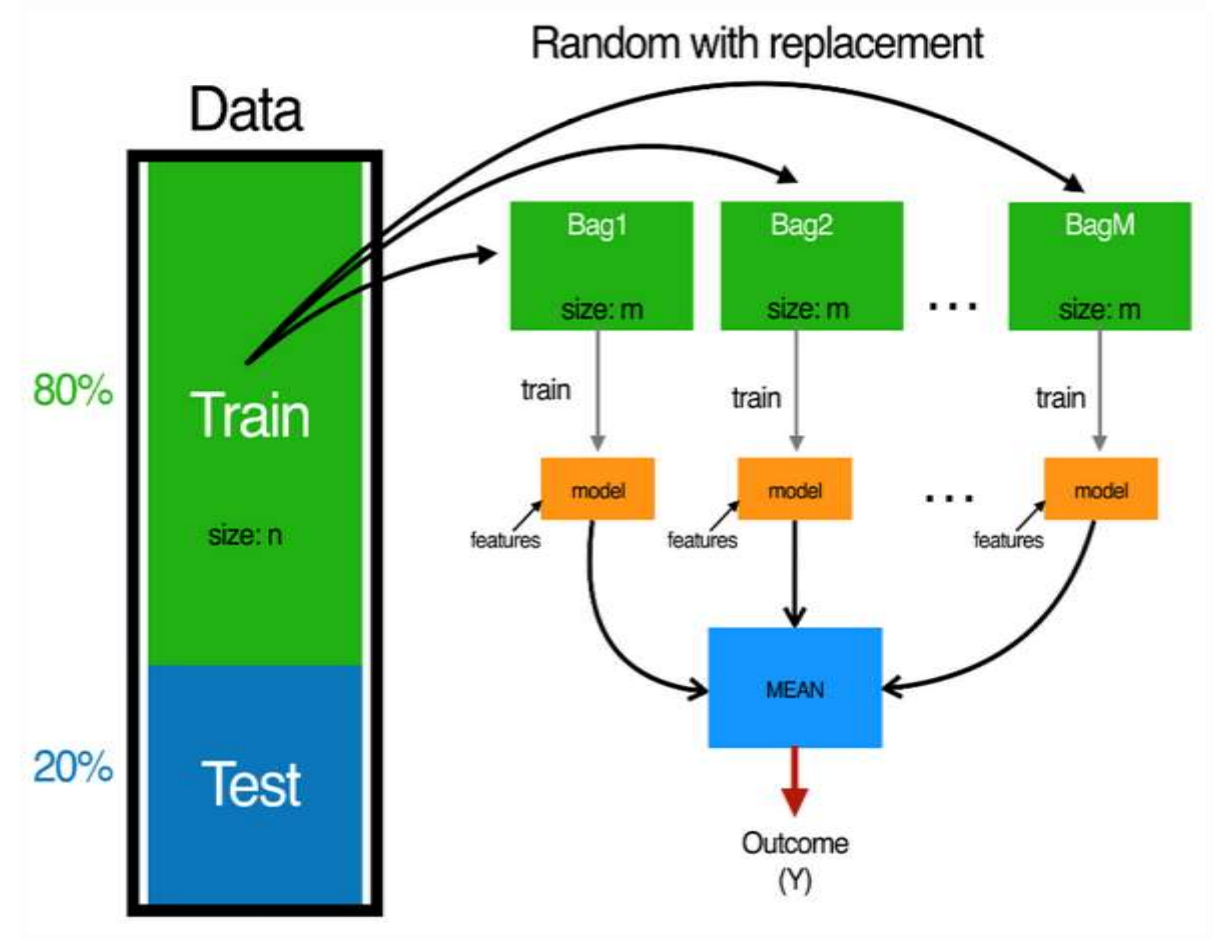 Random with replacement
Data
Bag1
Bag2
BagM
size: m
size: m
...
size: m
80%
train
train
train
Train
model
model
...
model
size: n
features
features
features
MEAN
20%
Test
Outcome
(Y)